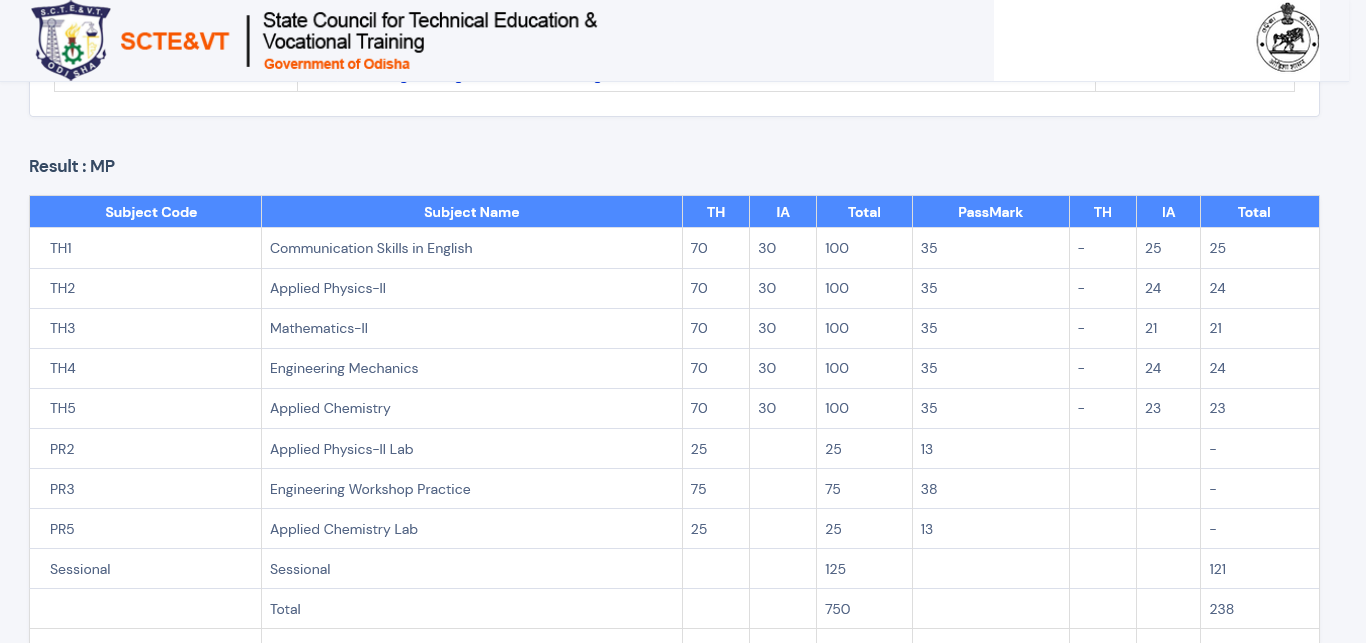 S.C.T.E.&V.T.
ODISHA
SCTE&VT
State Council for Technical Education &
Vocational Training
Government of Odisha
Result : MP
Subject Code Subject Name TH IA Total PassMark TH IA Total
TH1 Communication Skills in English 70 30 100 35 - 25 25
TH2 Applied Physics-II 70 30 100 35 - 24 24
TH3 Mathematics-II 70 30 100 35 - 21 21
TH4 Engineering Mechanics 70 30 100 35 - 24 24
TH5 Applied Chemistry 70 30 100 35 - 23 23
PR2 Applied Physics-II Lab 25 25 13 -
PR3 Engineering Workshop Practice 75 75 38 -
PR5 Applied Chemistry Lab 25 25 13 -
Sessional Sessional 125 121
Total 750 238